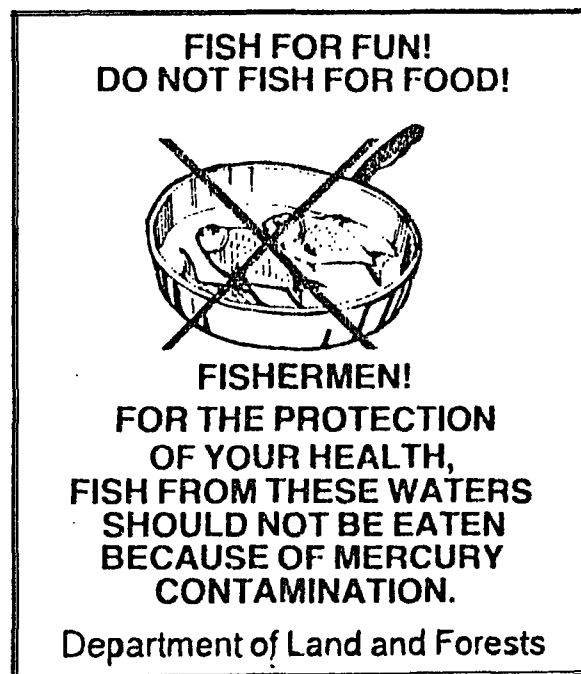 FISH FOR FUN!
DO NOT FISH FOR FOOD!
FISHERMEN!
FOR THE PROTECTION
OF YOUR HEALTH,
FISH FROM THESE WATERS
SHOULD NOT BE EATEN
BECAUSE OF MERCURY
CONTAMINATION.
Department of Land and Forests